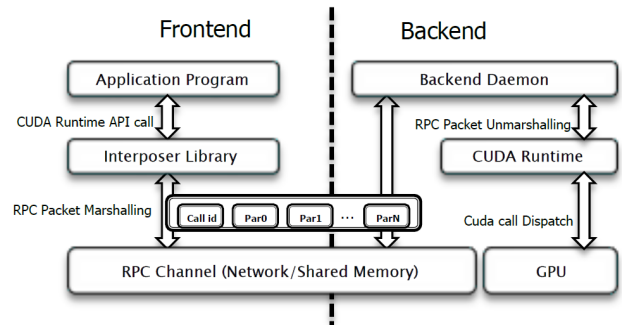 Frontend
Backend
Application Program
Backend Daemon
CUDA Runtime API call
RPC Packet Unmarshalling
Interposer Library
CUDA Runtime
RPC Packet Marshalling
Call id Par0 Par1 ... ParN
Cuda call Dispatch
RPC Channel (Network/Shared Memory)
GPU